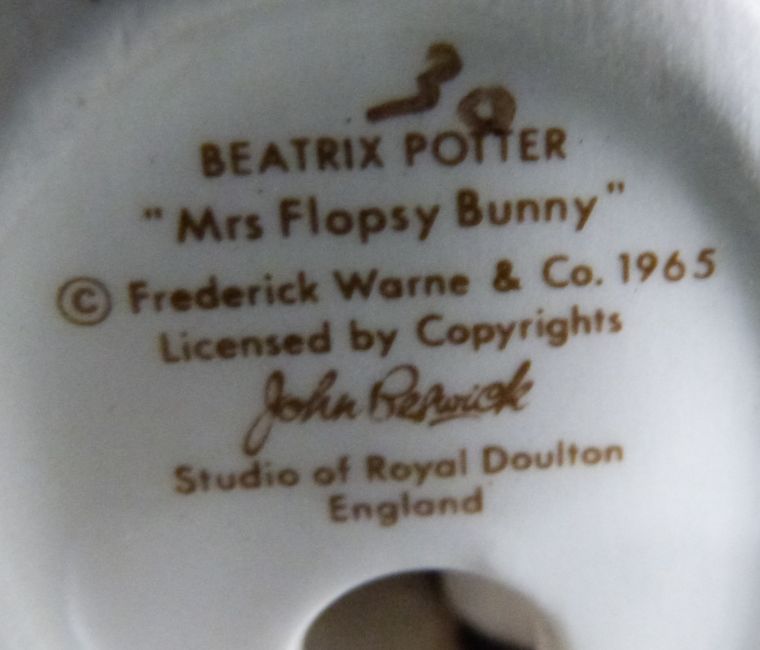 BEATRIX POTTER
"Mrs Flopsy Bunny"
© Frederick Warne & Co. 1965
Licensed by Copyrights
John Beswick
Studio of Royal Doulton
England